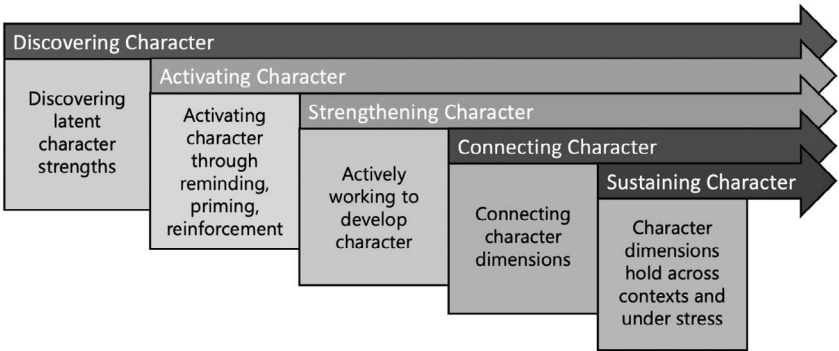 Discovering Character
Discovering
latent
character
strengths
Activating Character
Activating
character
through
reminding,
priming,
reinforcement
Strengthening Character
Actively
working to
develop
character
Connecting Character
Connecting
character
dimensions
Sustaining Character
Character
dimensions
hold across
contexts and
under stress